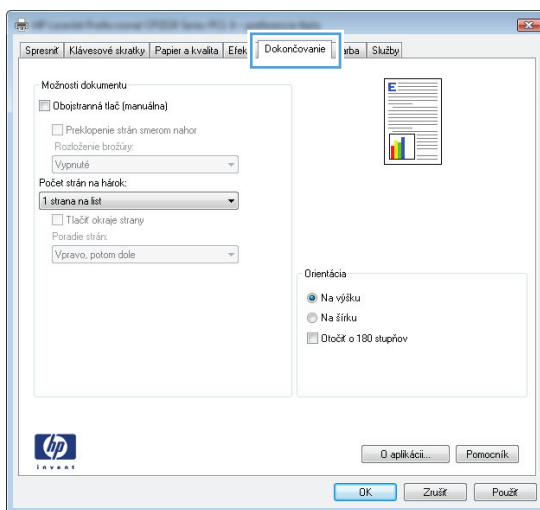 Spresniť Klávesové skratky Papier a kvalita Efek Dokončovanie arba Služby
Možnosti dokumentu
Obojstranná tlač (manuálna)
Preklopenie strán smerom nahor
Rozloženie brožúry:
Vypnuté
Počet strán na hárok:
1 strana na list
Tlačiť okraje strany
Poradie strán:
Vpravo, potom dole
E
Orientácia
Na výšku
Na šírku
Otočiť o 180 stupňov
hp
invent
O aplikácii... Pomocník
OK Zrušiť Použiť